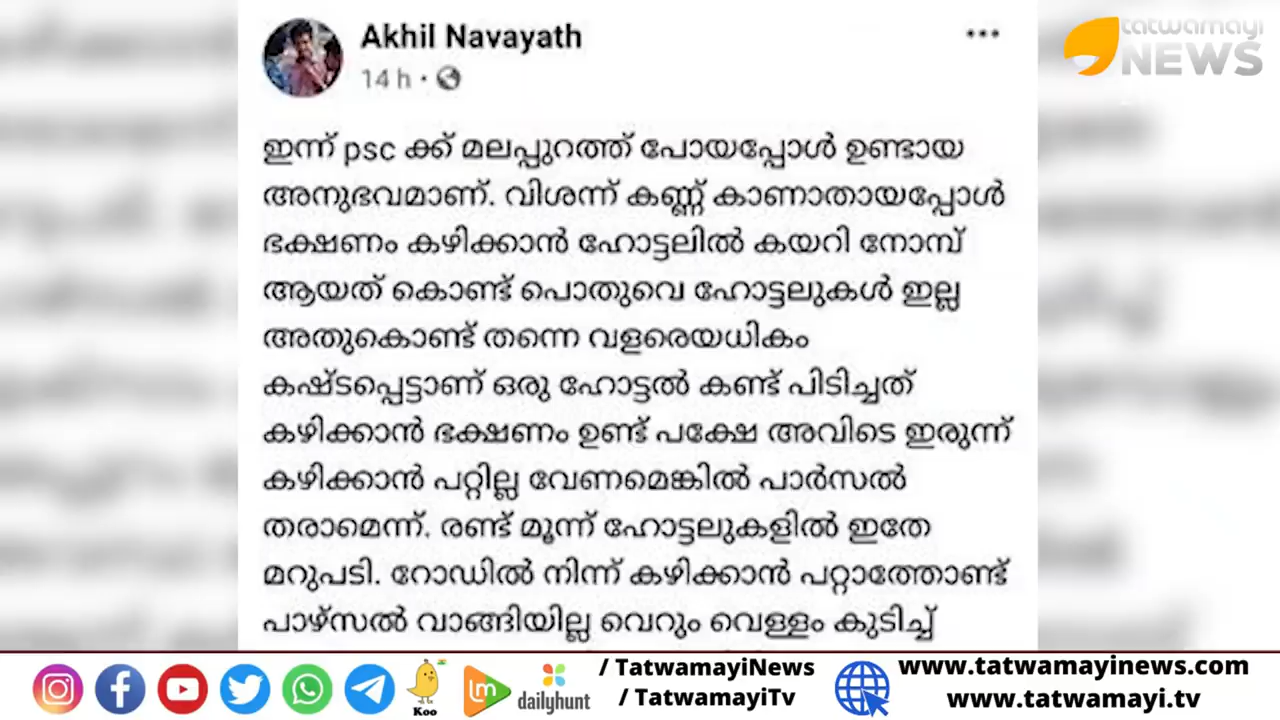 Akhil Navayath
14 h
tatwamayi
NEWS
ഇന്ന് psc ക്ക് മലപ്പുറത്ത് പോയപ്പോൾ ഉണ്ടായ
അനുഭവമാണ്. വിശന്ന് കണ്ണ് കാണാതായപ്പോൾ
ഭക്ഷണം കഴിക്കാൻ ഹോട്ടലിൽ കയറി നോമ്പ്
ആയത് കൊണ്ട് പൊതുവെ ഹോട്ടലുകൾ ഇല്ല
അതുകൊണ്ട് തന്നെ വളരെയധികം
കഷ്ടപ്പെട്ടാണ് ഒരു ഹോട്ടൽ കണ്ട് പിടിച്ചത്
കഴിക്കാൻ ഭക്ഷണം ഉണ്ട് പക്ഷേ അവിടെ ഇരുന്ന്
കഴിക്കാൻ പറ്റില്ല വേണമെങ്കിൽ പാർസൽ
തരാമെന്ന്. രണ്ട് മൂന്ന് ഹോട്ടലുകളിൽ ഇതേ
മറുപടി. റോഡിൽ നിന്ന് കഴിക്കാൻ പറ്റാത്തോണ്ട്
പാഴ്സൽ വാങ്ങിയില്ല വെറും വെള്ളം കുടിച്ച്
Koo
dailyhunt
/ TatwamayiNews
/ TatwamayiTv
www.tatwamayinews.com
www.tatwamayi.tv